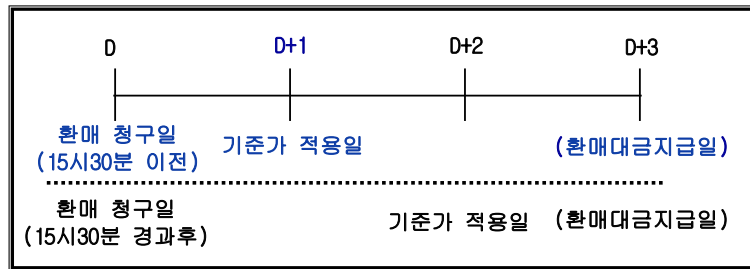 D D+1 D+2 D+3
환매 청구일 기준가 적용일 (환매대금지급일)
(15시30분 이전)
환매 청구일 기준가 적용일 (환매대금지급일)
(15시30분 경과후)